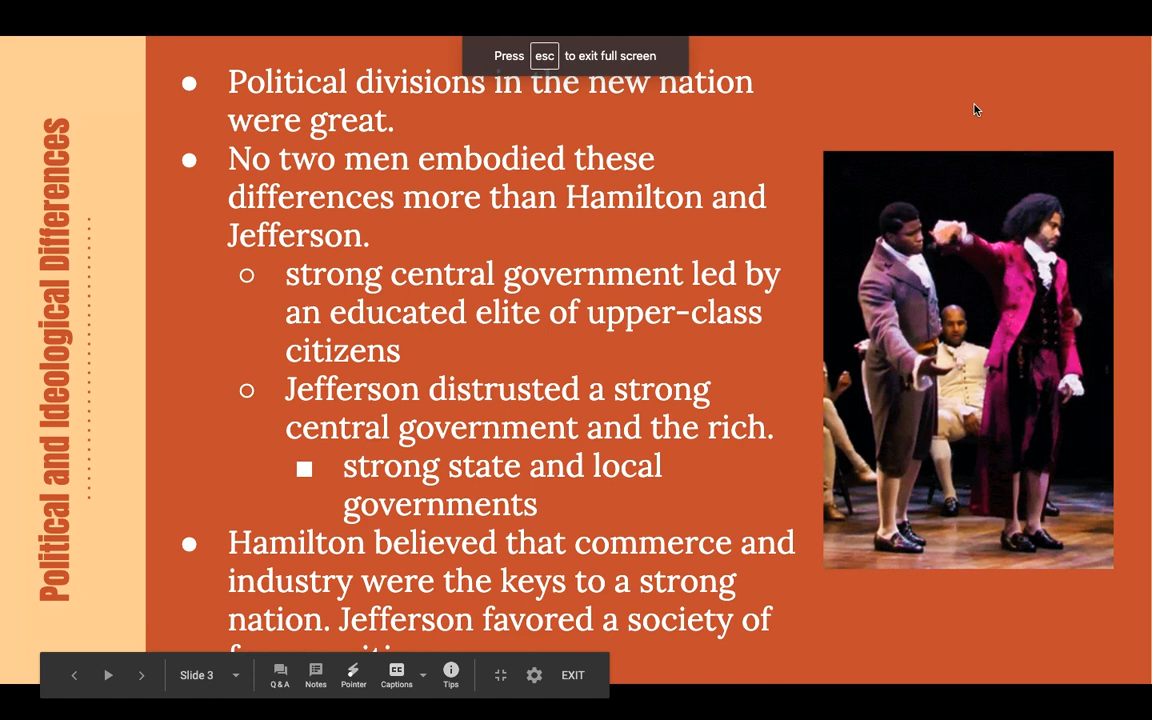 Press esc to exit full screen
Political and Ideological Differences
● Political divisions in the new nation
were great.
● No two men embodied these
differences more than Hamilton and
Jefferson.
○ strong central government led by
an educated elite of upper-class
citizens
○ Jefferson distrusted a strong
central government and the rich.
■ strong state and local
governments
● Hamilton believed that commerce and
industry were the keys to a strong
nation. Jefferson favored a society of
Slide 3
Q & A
Notes
Pointer
Captions
Tips
EXIT